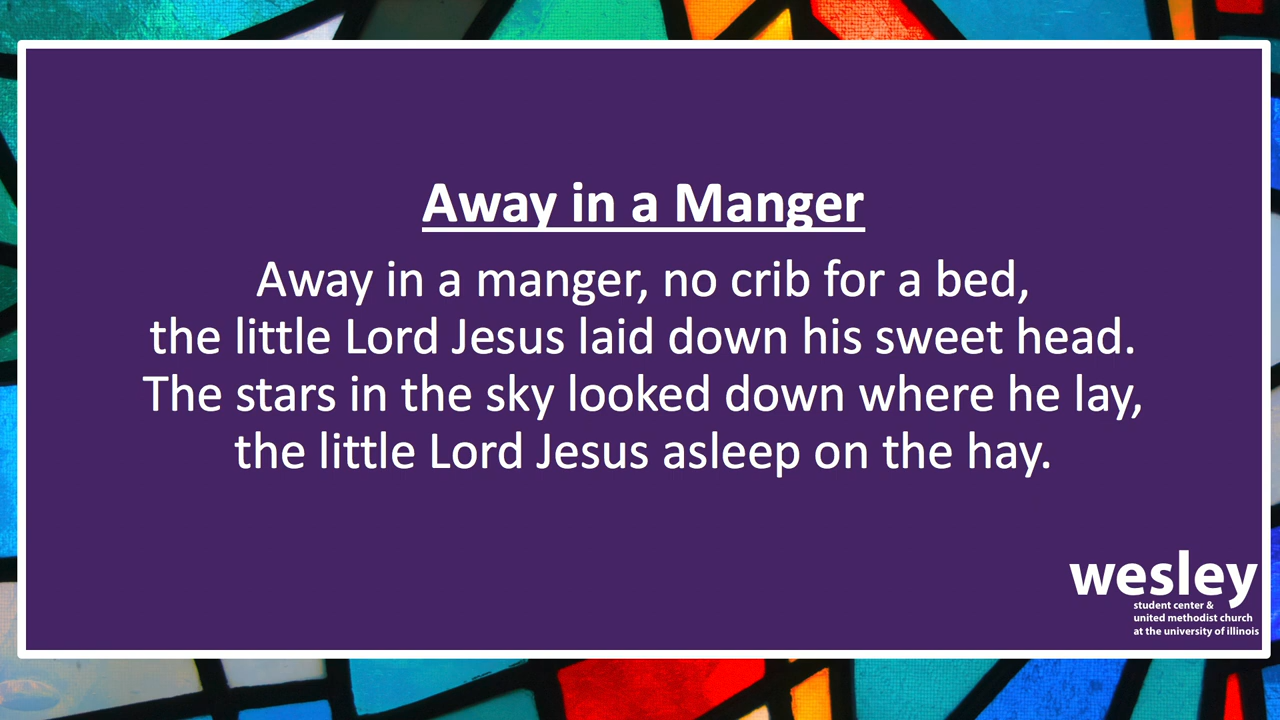 Away in a Manger
Away in a manger, no crib for a bed,
the little Lord Jesus laid down his sweet head.
The stars in the sky looked down where he lay,
the little Lord Jesus asleep on the hay.
wesley
student center &
united methodist church
at the university of illinois